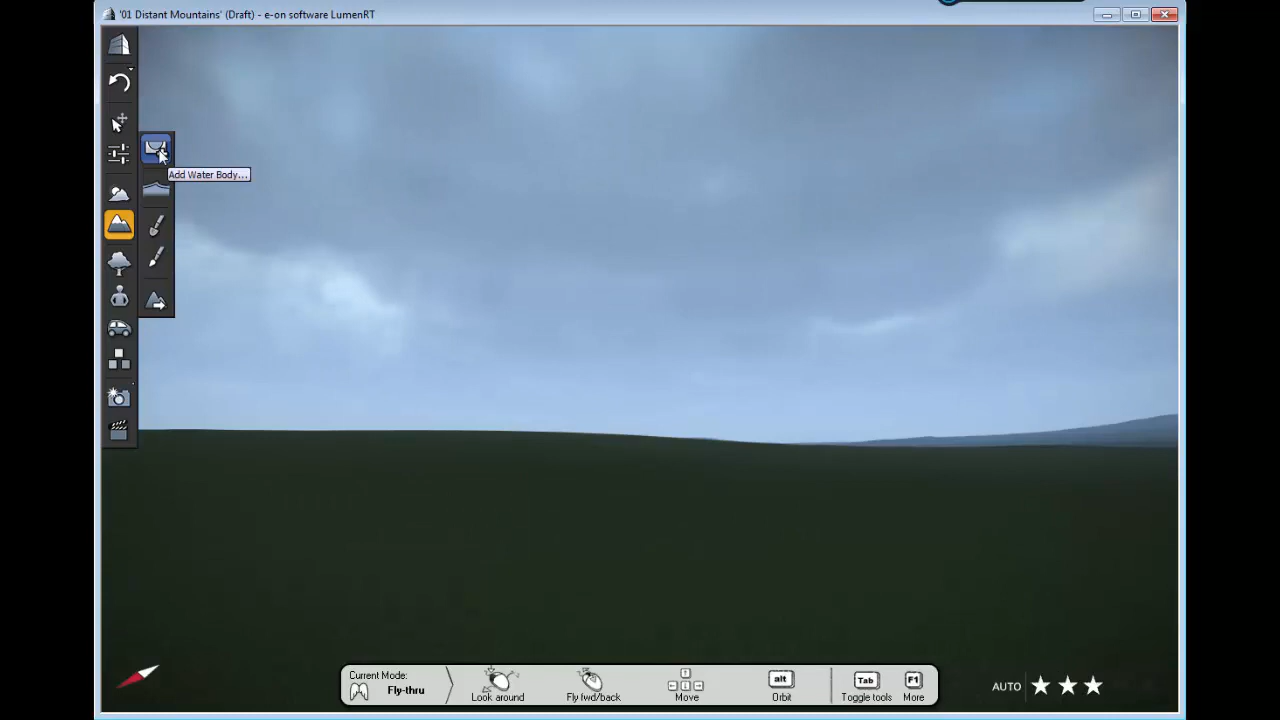 '01 Distant Mountains' (Draft) - e-on software LumenRT
Add Water Body...
Current Mode:
Fly-thru
Look around
Fly fwd/back
Move
alt
Orbit
Tab
Toggle tools
F1
More
AUTO